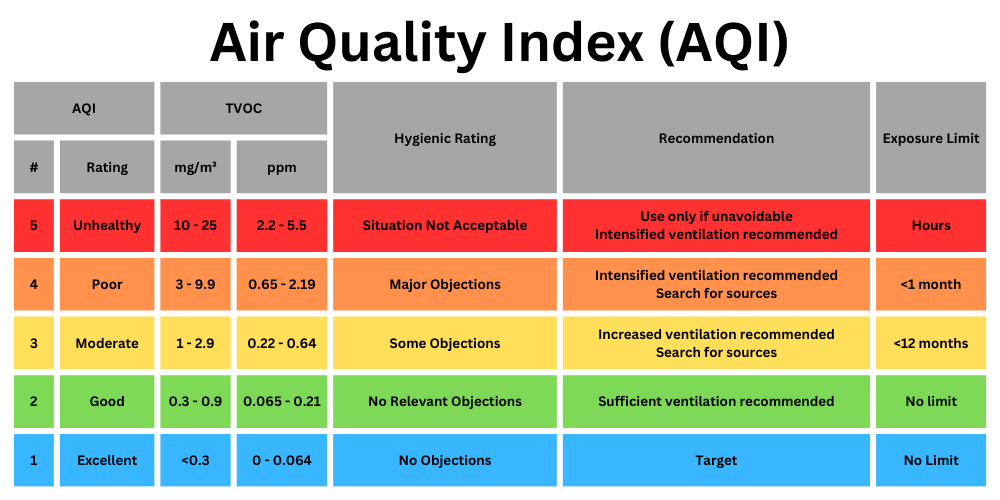 Air Quality Index (AQI)
AQI
TVOC
Hygienic Rating
Recommendation
Exposure Limit
#
Rating
mg/m³
ppm
5
Unhealthy
10 - 25
2.2 - 5.5
Situation Not Acceptable
Use only if unavoidable
Intensified ventilation recommended
Hours
4
Poor
3 - 9.9
0.65 - 2.19
Major Objections
Intensified ventilation recommended
Search for sources
<1 month
3
Moderate
1 - 2.9
0.22 - 0.64
Some Objections
Increased ventilation recommended
Search for sources
<12 months
2
Good
0.3 - 0.9
0.065 - 0.21
No Relevant Objections
Sufficient ventilation recommended
No limit
1
Excellent
<0.3
0 - 0.064
No Objections
Target
No Limit